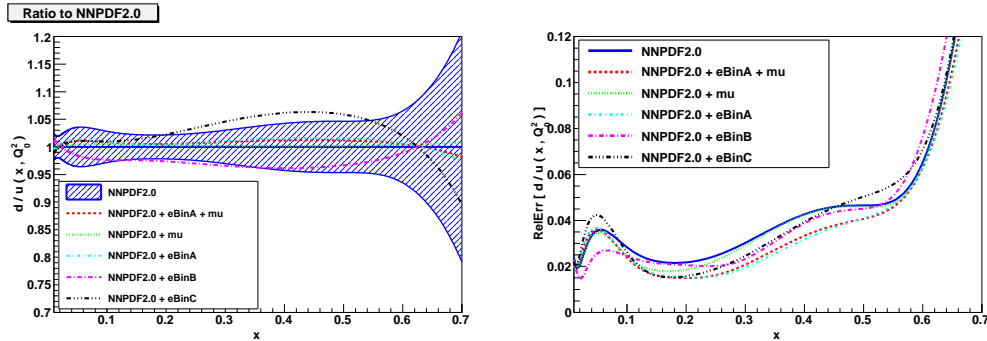 Ratio to NNPDF2.0
d / u ( x , Q²₀ )
1.2
1.15
1.1
1.05
1
0.95
0.9
0.85
0.8
0.75
0.7
NNPDF2.0
NNPDF2.0 + eBinA + mu
NNPDF2.0 + mu
NNPDF2.0 + eBinA
NNPDF2.0 + eBinB
NNPDF2.0 + eBinC
0.1 0.2 0.3 0.4 0.5 0.6 0.7
x
RelErr [ d / u ( x , Q²₀ ) ]
0.12
0.1
0.08
0.06
0.04
0.02
0
NNPDF2.0
NNPDF2.0 + eBinA + mu
NNPDF2.0 + mu
NNPDF2.0 + eBinA
NNPDF2.0 + eBinB
NNPDF2.0 + eBinC
0.1 0.2 0.3 0.4 0.5 0.6 0.7
x